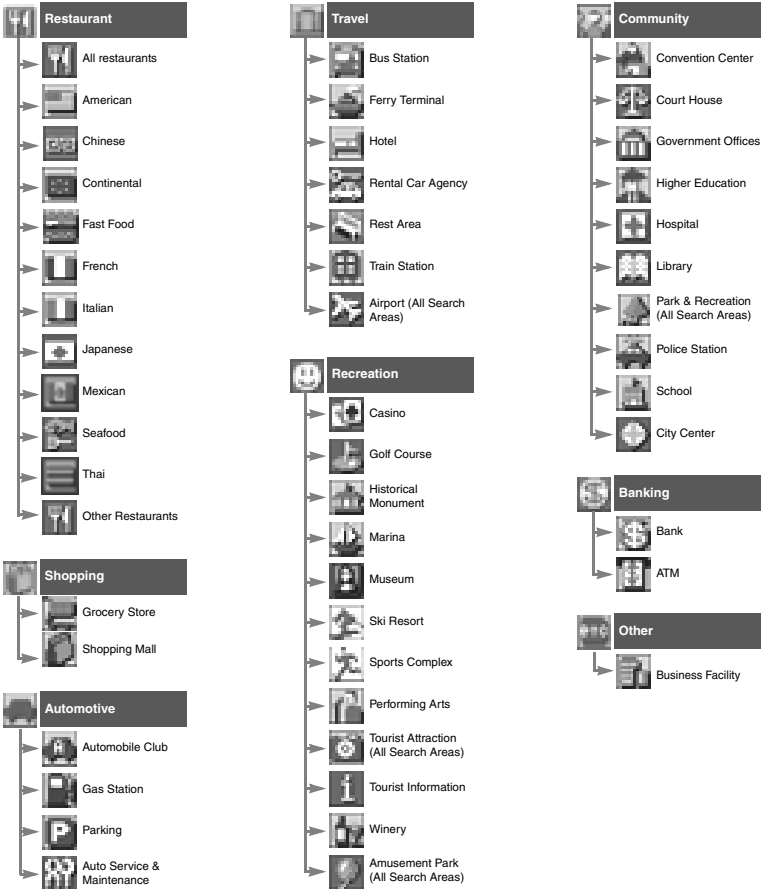 Restaurant
All restaurants
American
Chinese
Continental
Fast Food
French
Italian
Japanese
Mexican
Seafood
Thai
Other Restaurants
Shopping
Grocery Store
Shopping Mall
Automotive
Automobile Club
Gas Station
Parking
Auto Service &
Maintenance
Travel
Bus Station
Ferry Terminal
Hotel
Rental Car Agency
Rest Area
Train Station
Airport (All Search
Areas)
Recreation
Casino
Golf Course
Historical
Monument
Marina
Museum
Ski Resort
Sports Complex
Performing Arts
Tourist Attraction
(All Search Areas)
Tourist Information
Winery
Amusement Park
(All Search Areas)
Community
Convention Center
Court House
Government Offices
Higher Education
Hospital
Library
Park & Recreation
(All Search Areas)
Police Station
School
City Center
Banking
Bank
ATM
Other
Business Facility